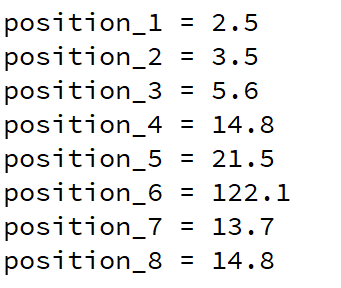 position_1 = 2.5
position_2 = 3.5
position_3 = 5.6
position_4 = 14.8
position_5 = 21.5
position_6 = 122.1
position_7 = 13.7
position_8 = 14.8